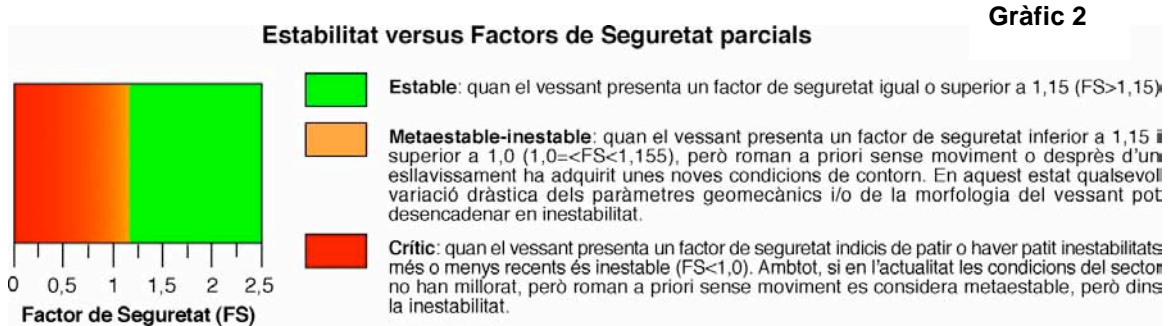 Gràfic 2
Estabilitat versus Factors de Seguretat parcials
Estable: quan el vessant presenta un factor de seguretat igual o superior a 1,15 (FS>1,15)
Metaestable-inestable: quan el vessant presenta un factor de seguretat inferior a 1,15 i
superior a 1,0 (1,0=<FS<1,155), però roman a priori sense moviment o desprès d'un
esllavissament ha adquirit unes noves condicions de contorn. En aquest estat qualsevol
variació dràstica dels paràmetres geomecànics i/o de la morfologia del vessant pot
desencadenar en inestabilitat.
Crític: quan el vessant presenta un factor de seguretat indicis de patir o haver patit inestabilitats
més o menys recents és inestable (FS<1,0). Ambtot, si en l'actualitat les condicions del sector
no han millorat, però roman a priori sense moviment es considera metaestable, però dins
la inestabilitat.
0 0,5 1 1,5 2 2,5
Factor de Seguretat (FS)